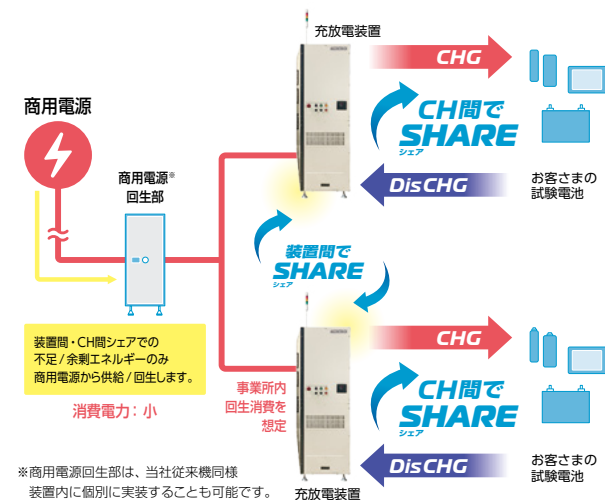 充放電装置
CHG
CH間で
SHARE
シェア
DisCHG
お客さまの
試験電池
商用電源
商用電源※
回生部
装置間で
SHARE
シェア
装置間・CH間シェアでの
不足/余剰エネルギーのみ
商用電源から供給/回生します。
消費電力：小
事業所内
回生消費を
想定
CHG
CH間で
SHARE
シェア
DisCHG
お客さまの
試験電池
充放電装置
※商用電源回生部は、当社従来機同様
装置内に個別に実装することも可能です。